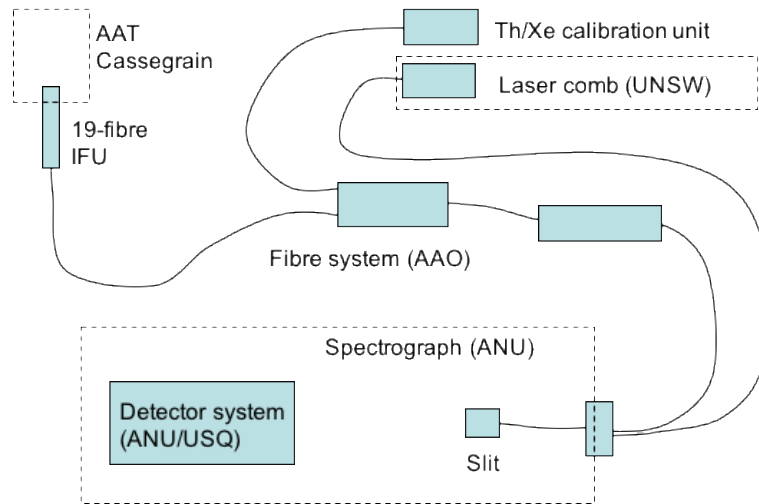 AAT
Cassegrain
Th/Xe calibration unit
Laser comb (UNSW)
19-fibre
IFU
Fibre system (AAO)
Spectrograph (ANU)
Detector system
(ANU/USQ)
Slit